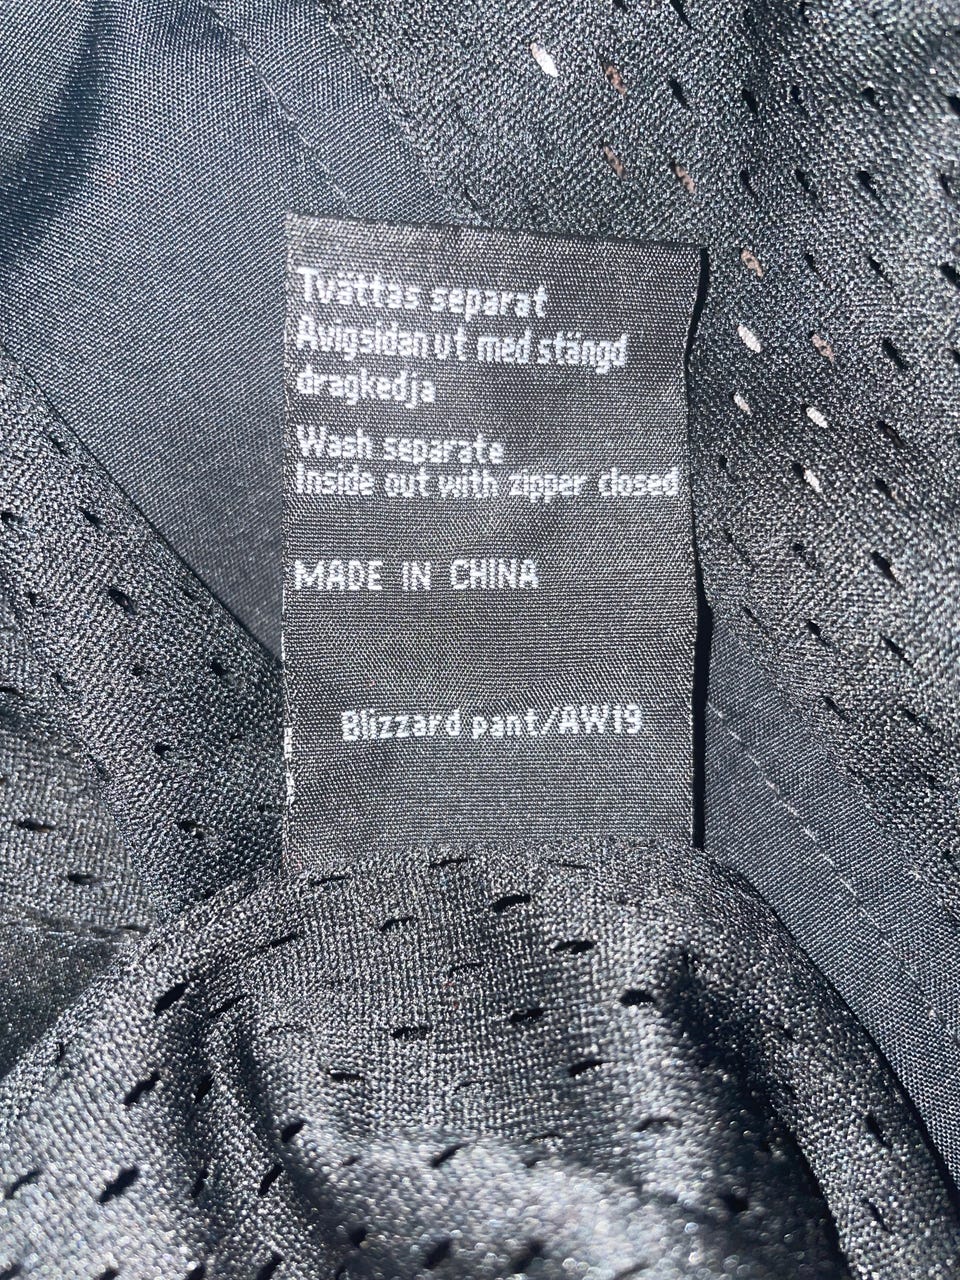 Tvättas separat
Avigsidan ut med stängd
dragkedja
Wash separate
Inside out with zipper closed
MADE IN CHINA
Blizzard pant/AW19